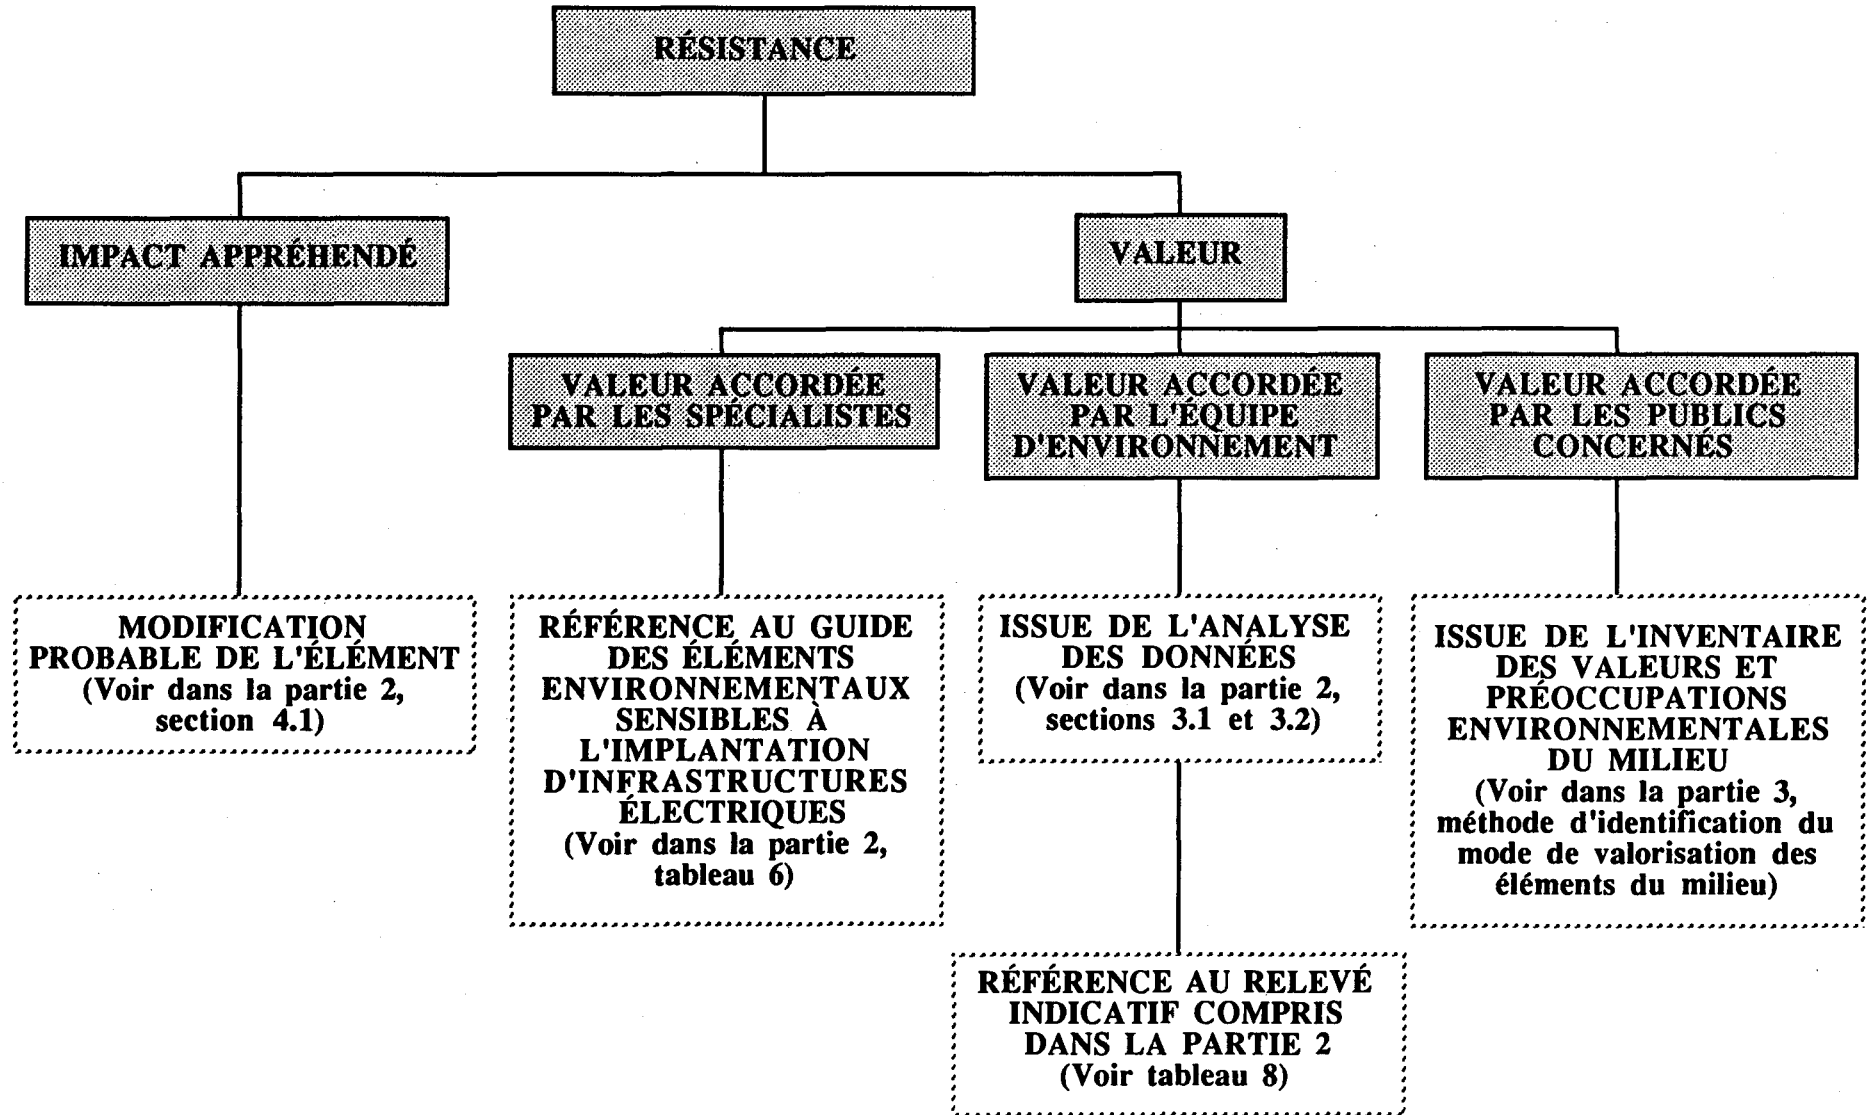 RÉSISTANCE
IMPACT APPRÉHENDÉ
VALEUR
VALEUR ACCORDÉE
PAR LES SPÉCIALISTES
VALEUR ACCORDÉE
PAR L'ÉQUIPE
D'ENVIRONNEMENT
VALEUR ACCORDÉE
PAR LES PUBLICS
CONCERNÉS
MODIFICATION
PROBABLE DE L'ÉLÉMENT
(Voir dans la partie 2,
section 4.1)
RÉFÉRENCE AU GUIDE
DES ÉLÉMENTS
ENVIRONNEMENTAUX
SENSIBLES À
L'IMPLANTATION
D'INFRASTRUCTURES
ÉLECTRIQUES
(Voir dans la partie 2,
tableau 6)
ISSUE DE L'ANALYSE
DES DONNÉES
(Voir dans la partie 2,
sections 3.1 et 3.2)
ISSUE DE L'INVENTAIRE
DES VALEURS ET
PRÉOCCUPATIONS
ENVIRONNEMENTALES
DU MILIEU
(Voir dans la partie 3,
méthode d'identification du
mode de valorisation des
éléments du milieu)
RÉFÉRENCE AU RELEVÉ
INDICATIF COMPRIS
DANS LA PARTIE 2
(Voir tableau 8)